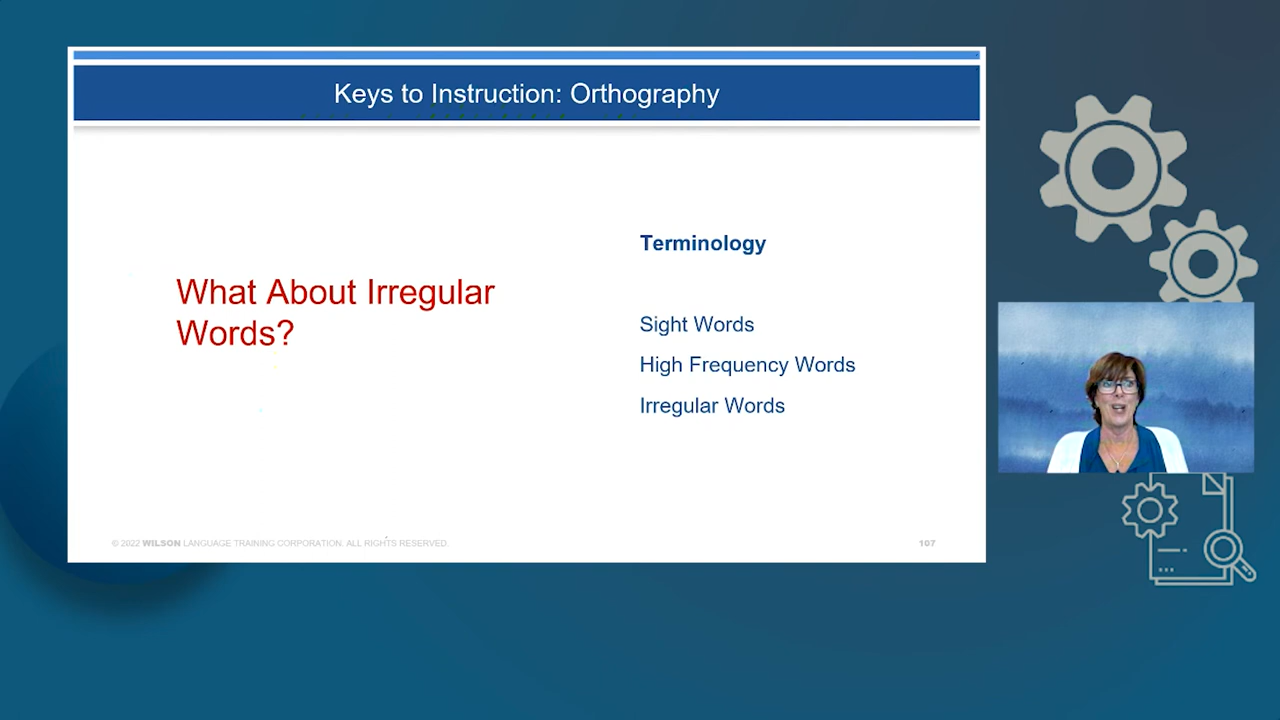 Keys to Instruction: Orthography
What About Irregular
Words?
Terminology
Sight Words
High Frequency Words
Irregular Words
© 2022 WILSON LANGUAGE TRAINING CORPORATION. ALL RIGHTS RESERVED.
107